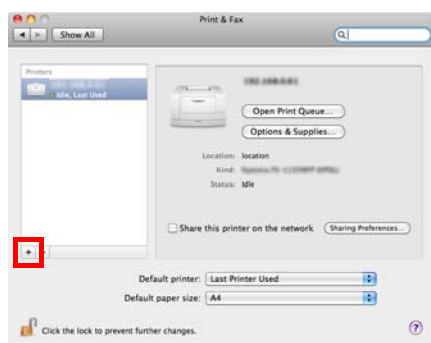 Print & Fax
Show All
Printers
Idle, Last Used
Open Print Queue...
Options & Supplies...
Location: location
Kind:
Status: Idle
Share this printer on the network
Sharing Preferences...
+
Default printer: Last Printer Used
Default paper size: A4
Click the lock to prevent further changes.
?